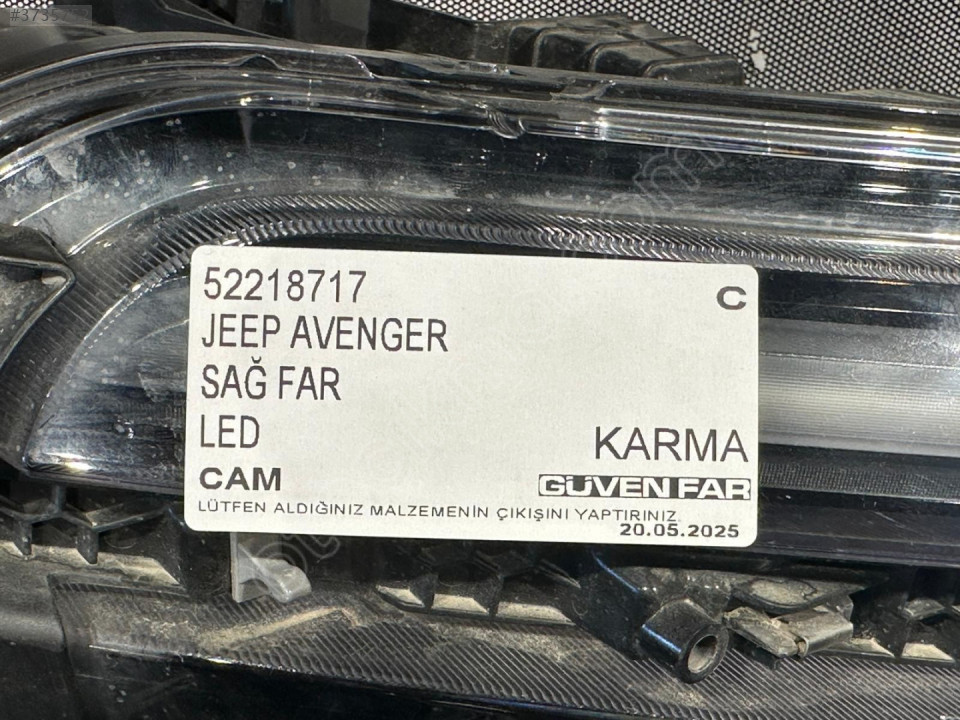 52218717
C
JEEP AVENGER
SAĞ FAR
LED
KARMA
CAM
GÜVEN FAR
LÜTFEN ALDIĞINIZ MALZEMENİN ÇIKIŞINI YAPTIRINIZ
20.05.2025